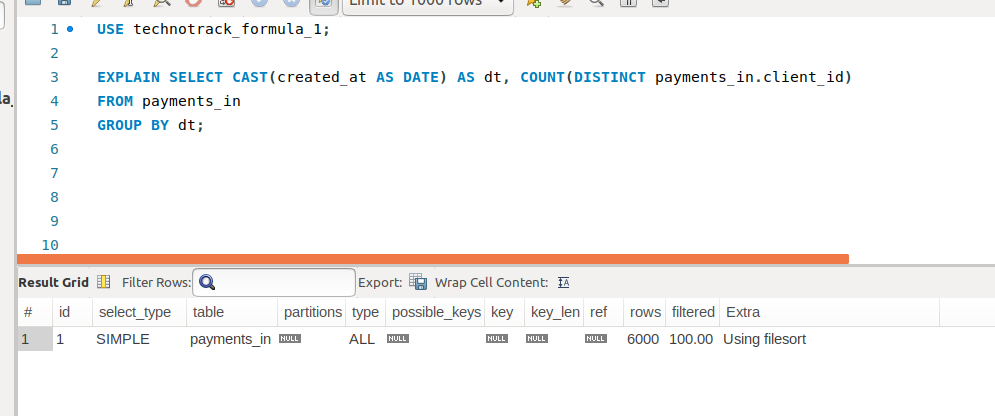 Limit to 1000 rows
1 USE technotrack_formula_1;
2
3 EXPLAIN SELECT CAST(created_at AS DATE) AS dt, COUNT(DISTINCT payments_in.client_id)
la.
4 FROM payments_in
5 GROUP BY dt;
6
7
8
9
10
Result Grid Filter Rows: Export: Wrap Cell Content:
# id select_type table partitions type possible_keys key key_len ref rows filtered Extra
1 1 SIMPLE payments_in NULL ALL NULL NULL NULL NULL 6000 100.00 Using filesort